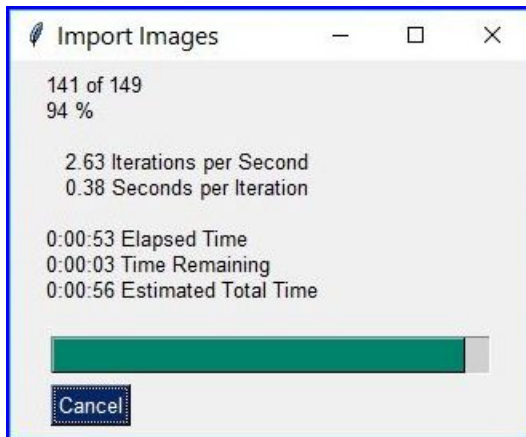 Import Images
141 of 149
94 %
2.63 Iterations per Second
0.38 Seconds per Iteration
0:00:53 Elapsed Time
0:00:03 Time Remaining
0:00:56 Estimated Total Time
Cancel